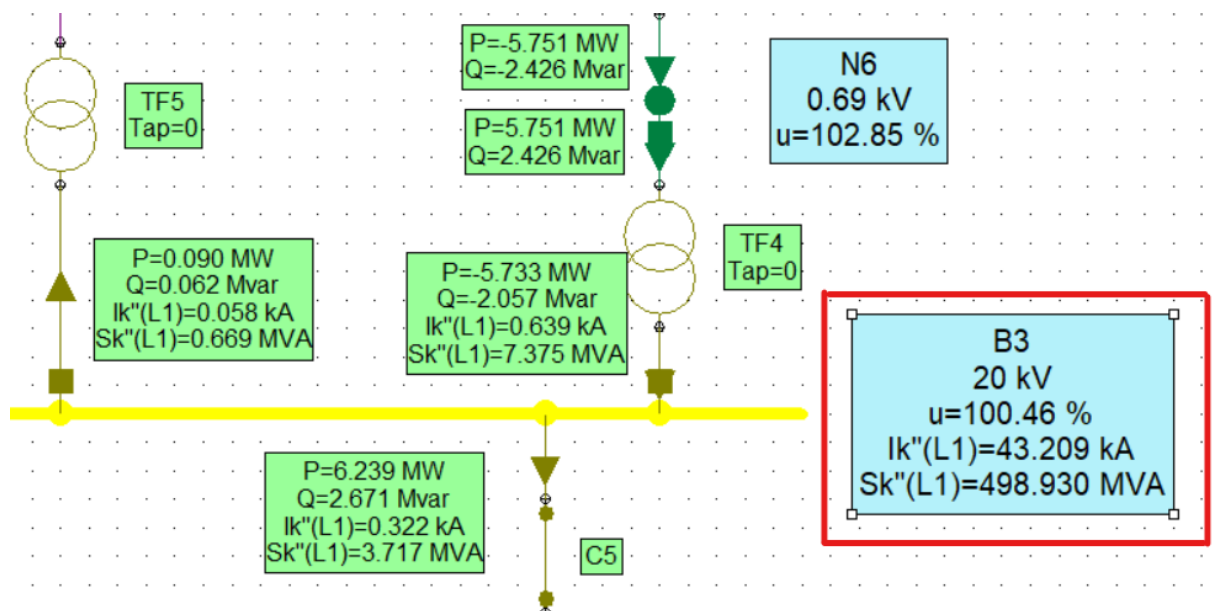 P=-5.751 MW
Q=-2.426 Mvar
N6
0.69 kV
u=102.85 %
TF5
Tap=0
P=5.751 MW
Q=2.426 Mvar
TF4
Tap=0
P=0.090 MW
Q=0.062 Mvar
Ik"(L1)=0.058 kA
Sk"(L1)=0.669 MVA
P=-5.733 MW
Q=-2.057 Mvar
Ik"(L1)=0.639 kA
Sk"(L1)=7.375 MVA
B3
20 kV
u=100.46 %
Ik"(L1)=43.209 kA
Sk"(L1)=498.930 MVA
P=6.239 MW
Q=2.671 Mvar
Ik"(L1)=0.322 kA
Sk"(L1)=3.717 MVA
C5